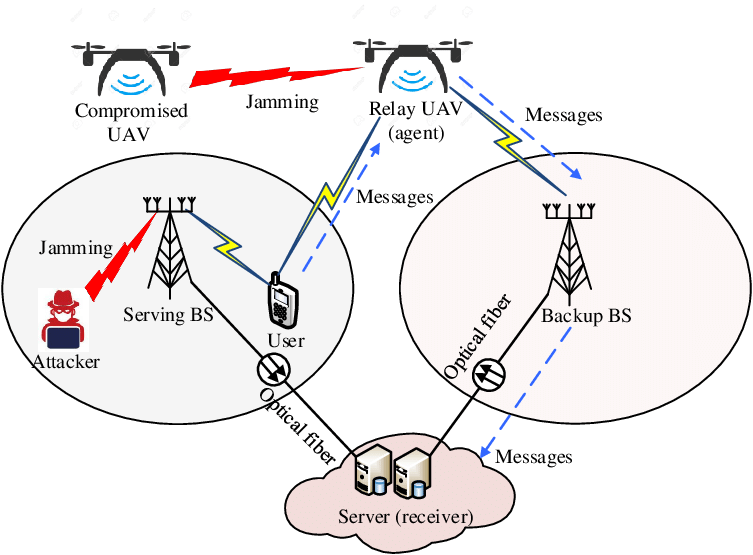 Compromised
UAV
Jamming
Relay UAV
(agent)
Messages
Messages
Jamming
Serving BS
User
Attacker
Backup BS
Optical fiber
Optical fiber
Messages
Server (receiver)